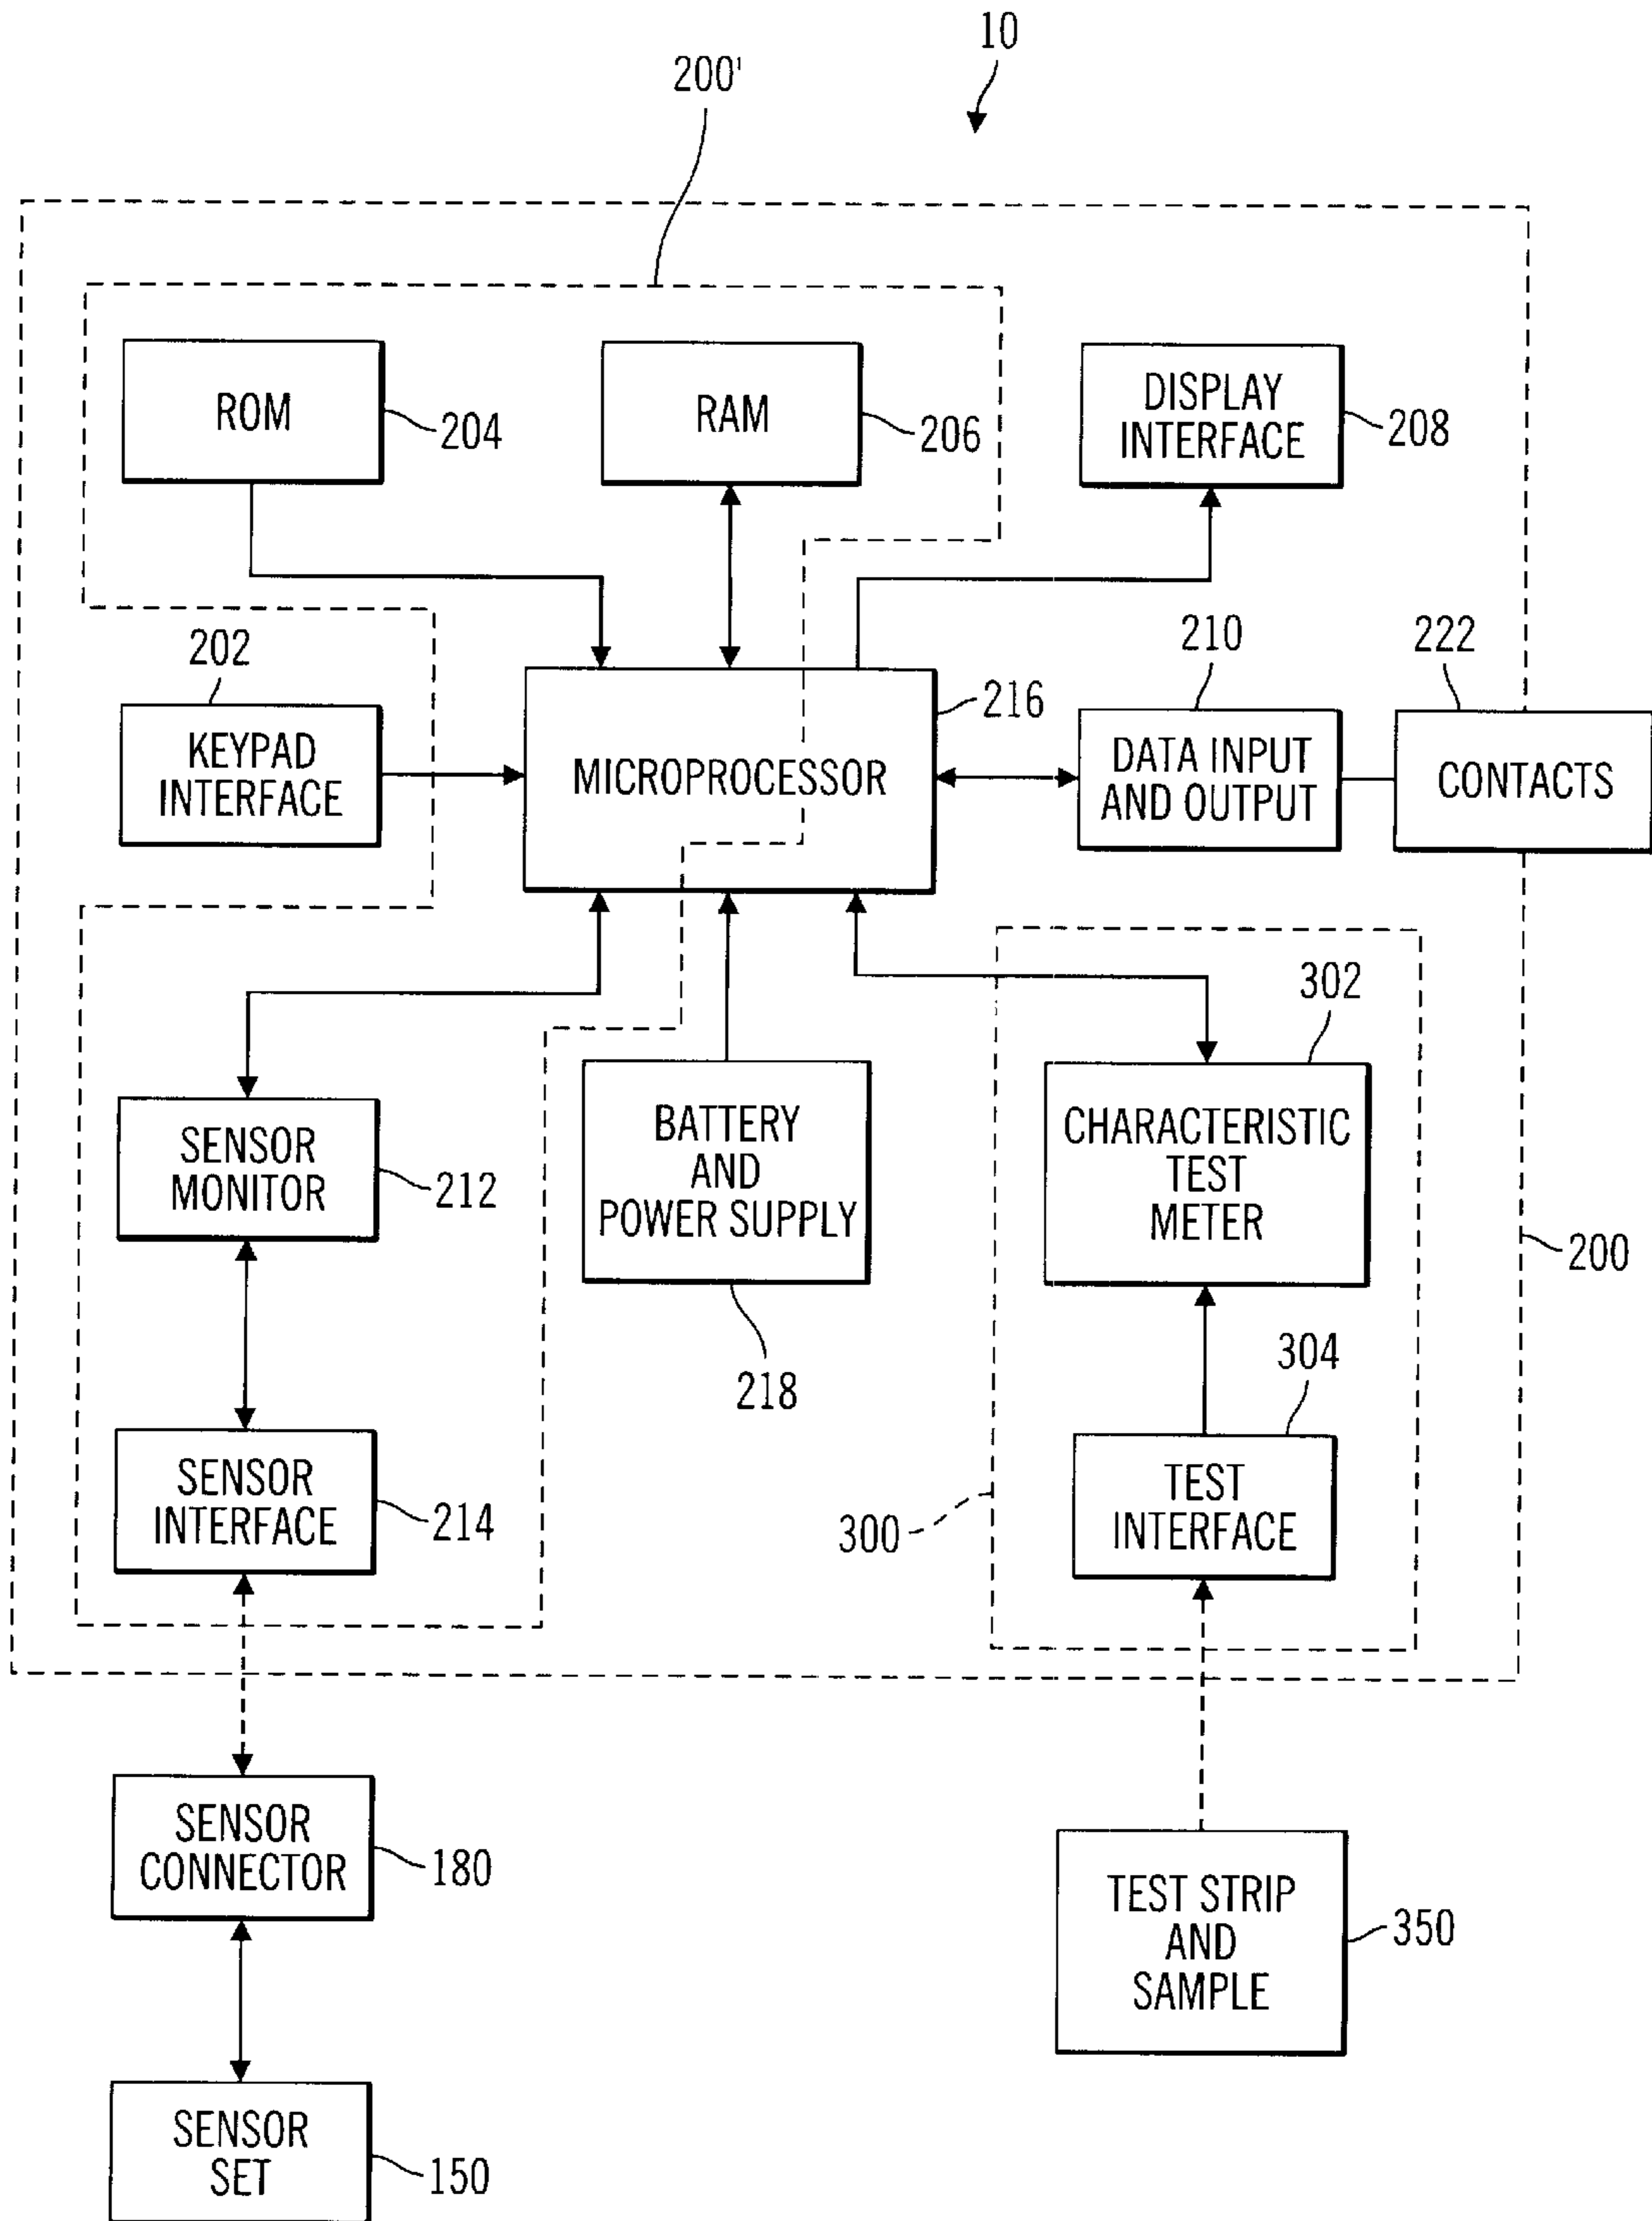 10
200'
ROM
204
RAM
206
DISPLAY
INTERFACE
208
202
KEYPAD
INTERFACE
MICROPROCESSOR
216
210
DATA INPUT
AND OUTPUT
222
CONTACTS
SENSOR
MONITOR
212
BATTERY
AND
POWER SUPPLY
218
302
CHARACTERISTIC
TEST
METER
200
SENSOR
INTERFACE
214
300
304
TEST
INTERFACE
SENSOR
CONNECTOR
180
TEST STRIP
AND
SAMPLE
350
SENSOR
SET
150